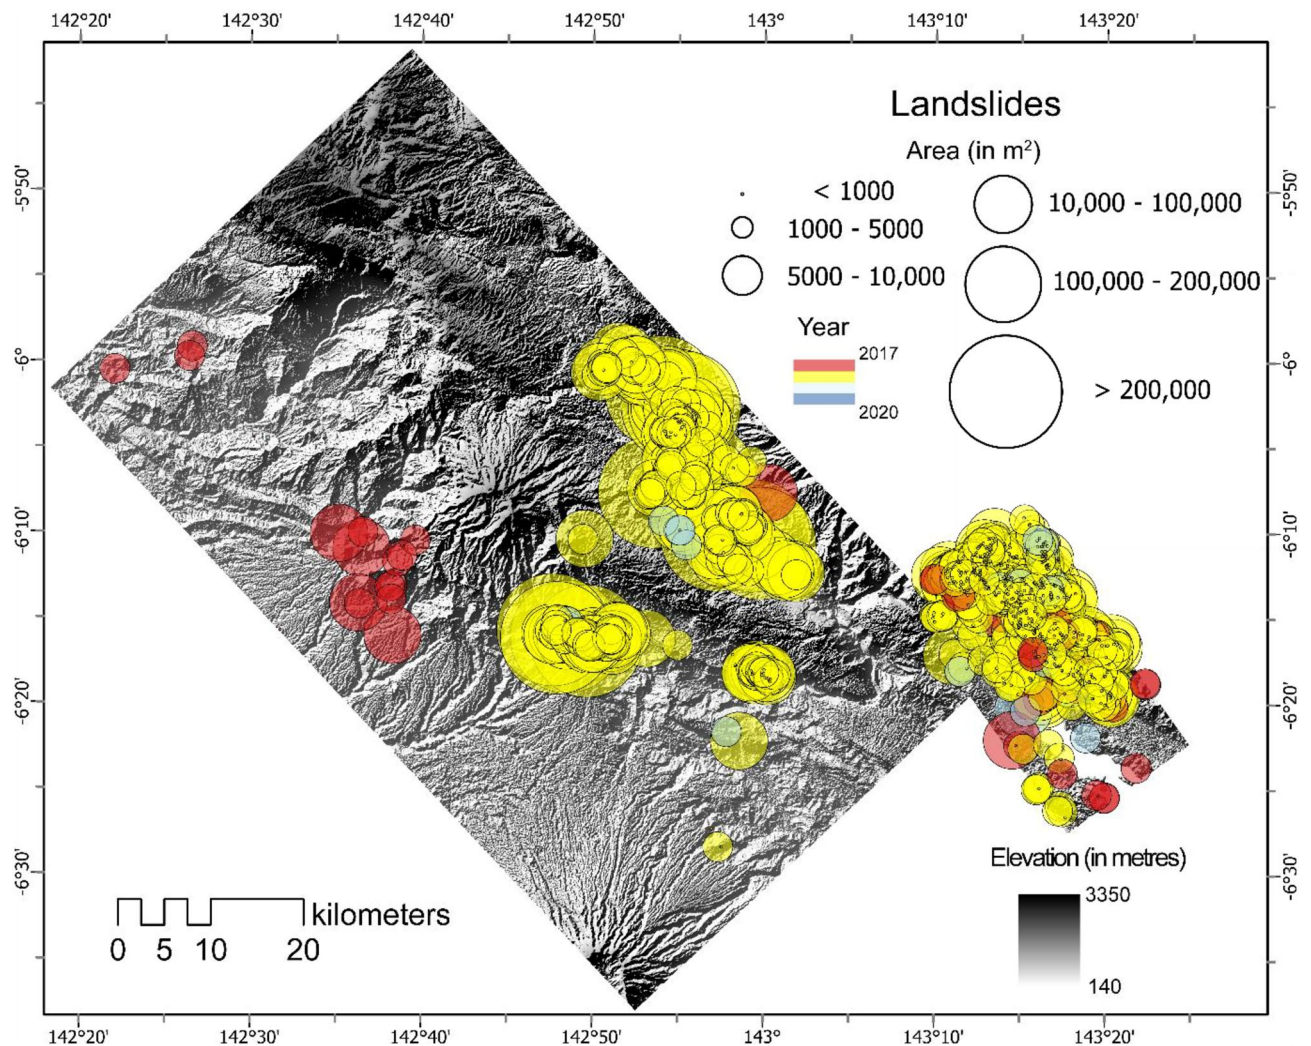 142°20' 142°30' 142°40' 142°50' 143° 143°10' 143°20'
Landslides
Area (in m²)
< 1000
1000 - 5000
5000 - 10,000
10,000 - 100,000
100,000 - 200,000
> 200,000
Year
2017
2020
-5°50'
-6°
-6°10'
-6°20'
-6°30'
-5°50'
-6°
-6°10'
-6°20'
-6°30'
Elevation (in metres)
3350
140
kilometers
0 5 10 20
142°20' 142°30' 142°40' 142°50' 143° 143°10' 143°20'